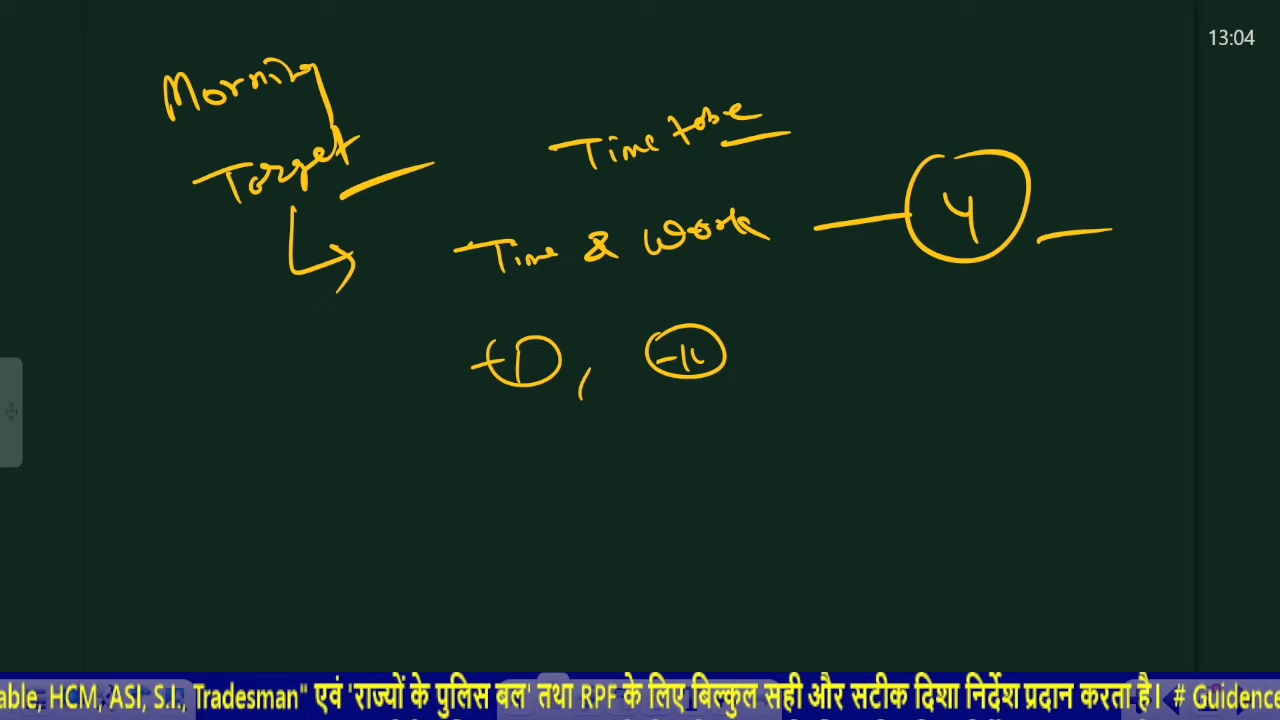 13:04
Morning
Target
Time tobe
Time & Work — 4 —
able, HCM, ASI, S.I., Tradesman" एवं 'राज्यों के पुलिस बल' तथा RPF के लिए बिल्कुल सही और सटीक दिशा निर्देश प्रदान करता है। # Guidence